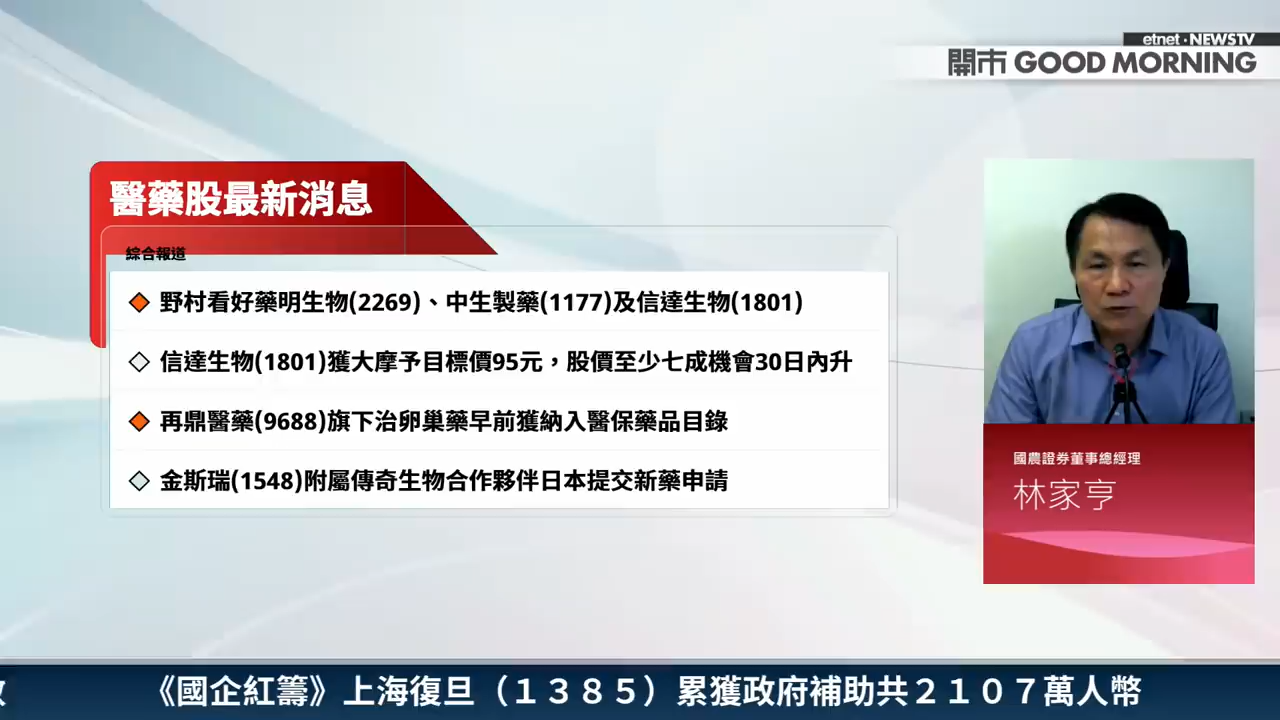 etnet·NEWSTV
開市 GOOD MORNING
醫藥股最新消息
綜合報道
野村看好藥明生物(2269)、中生製藥(1177)及信達生物(1801)
信達生物(1801)獲大摩予目標價95元，股價至少七成機會30日內升
再鼎醫藥(9688)旗下治卵巢藥早前獲納入醫保藥品目錄
金斯瑞(1548)附屬傳奇生物合作夥伴日本提交新藥申請
國農證券董事總經理
林家亨
《國企紅籌》上海復旦（１３８５）累獲政府補助共２１０７萬人幣